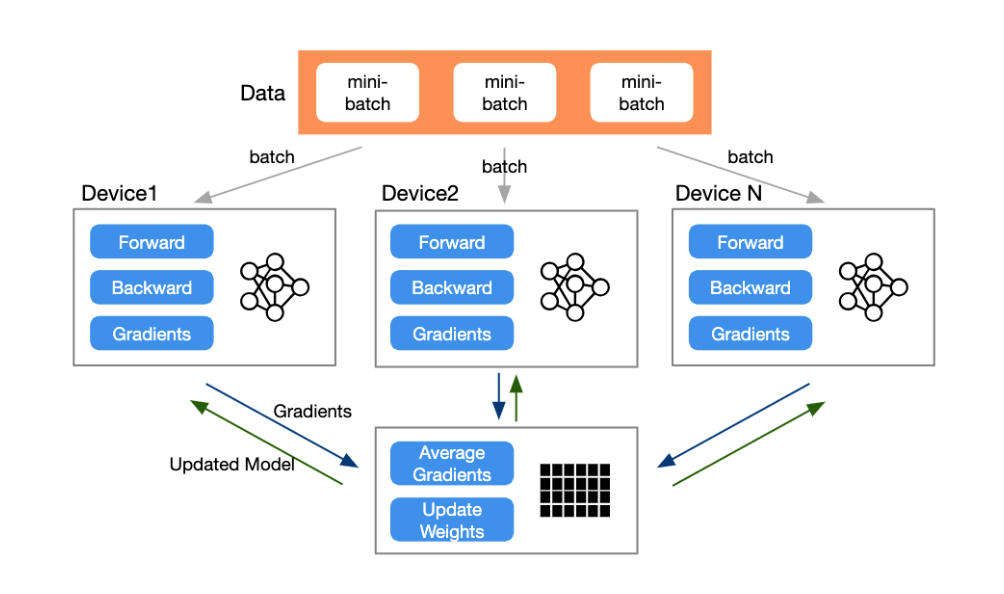 Data
mini-
batch
mini-
batch
mini-
batch
batch
batch
batch
Device1
Device2
Device N
Forward
Backward
Gradients
Forward
Backward
Gradients
Forward
Backward
Gradients
Gradients
Updated Model
Average
Gradients
Update
Weights